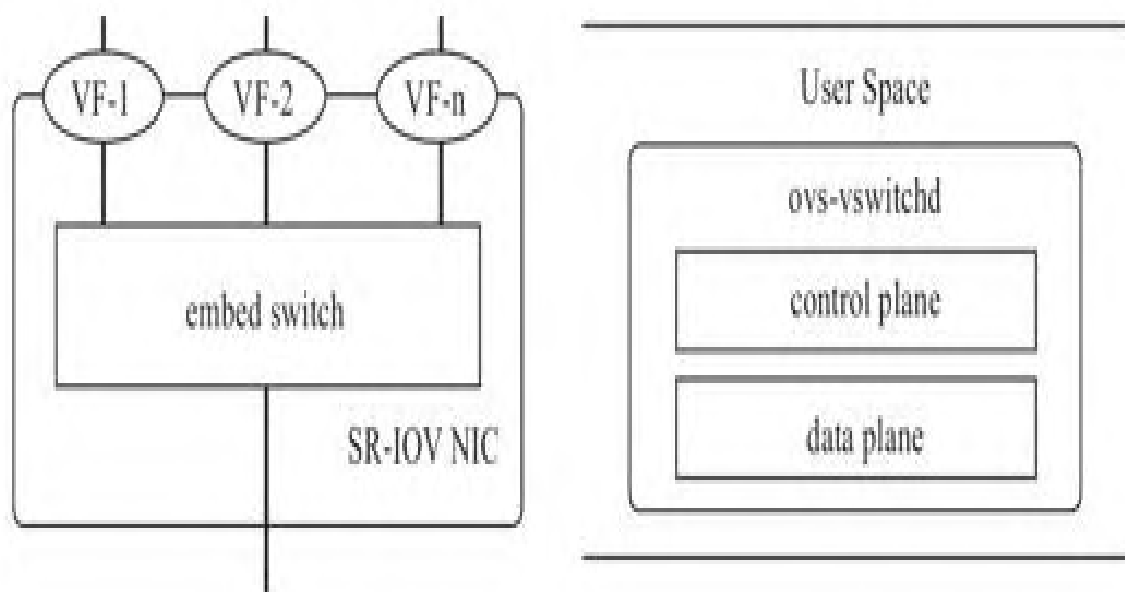 VF-1
VF-2
VF-n
embed switch
SR-IOV NIC
User Space
ovs-vswitchd
control plane
data plane